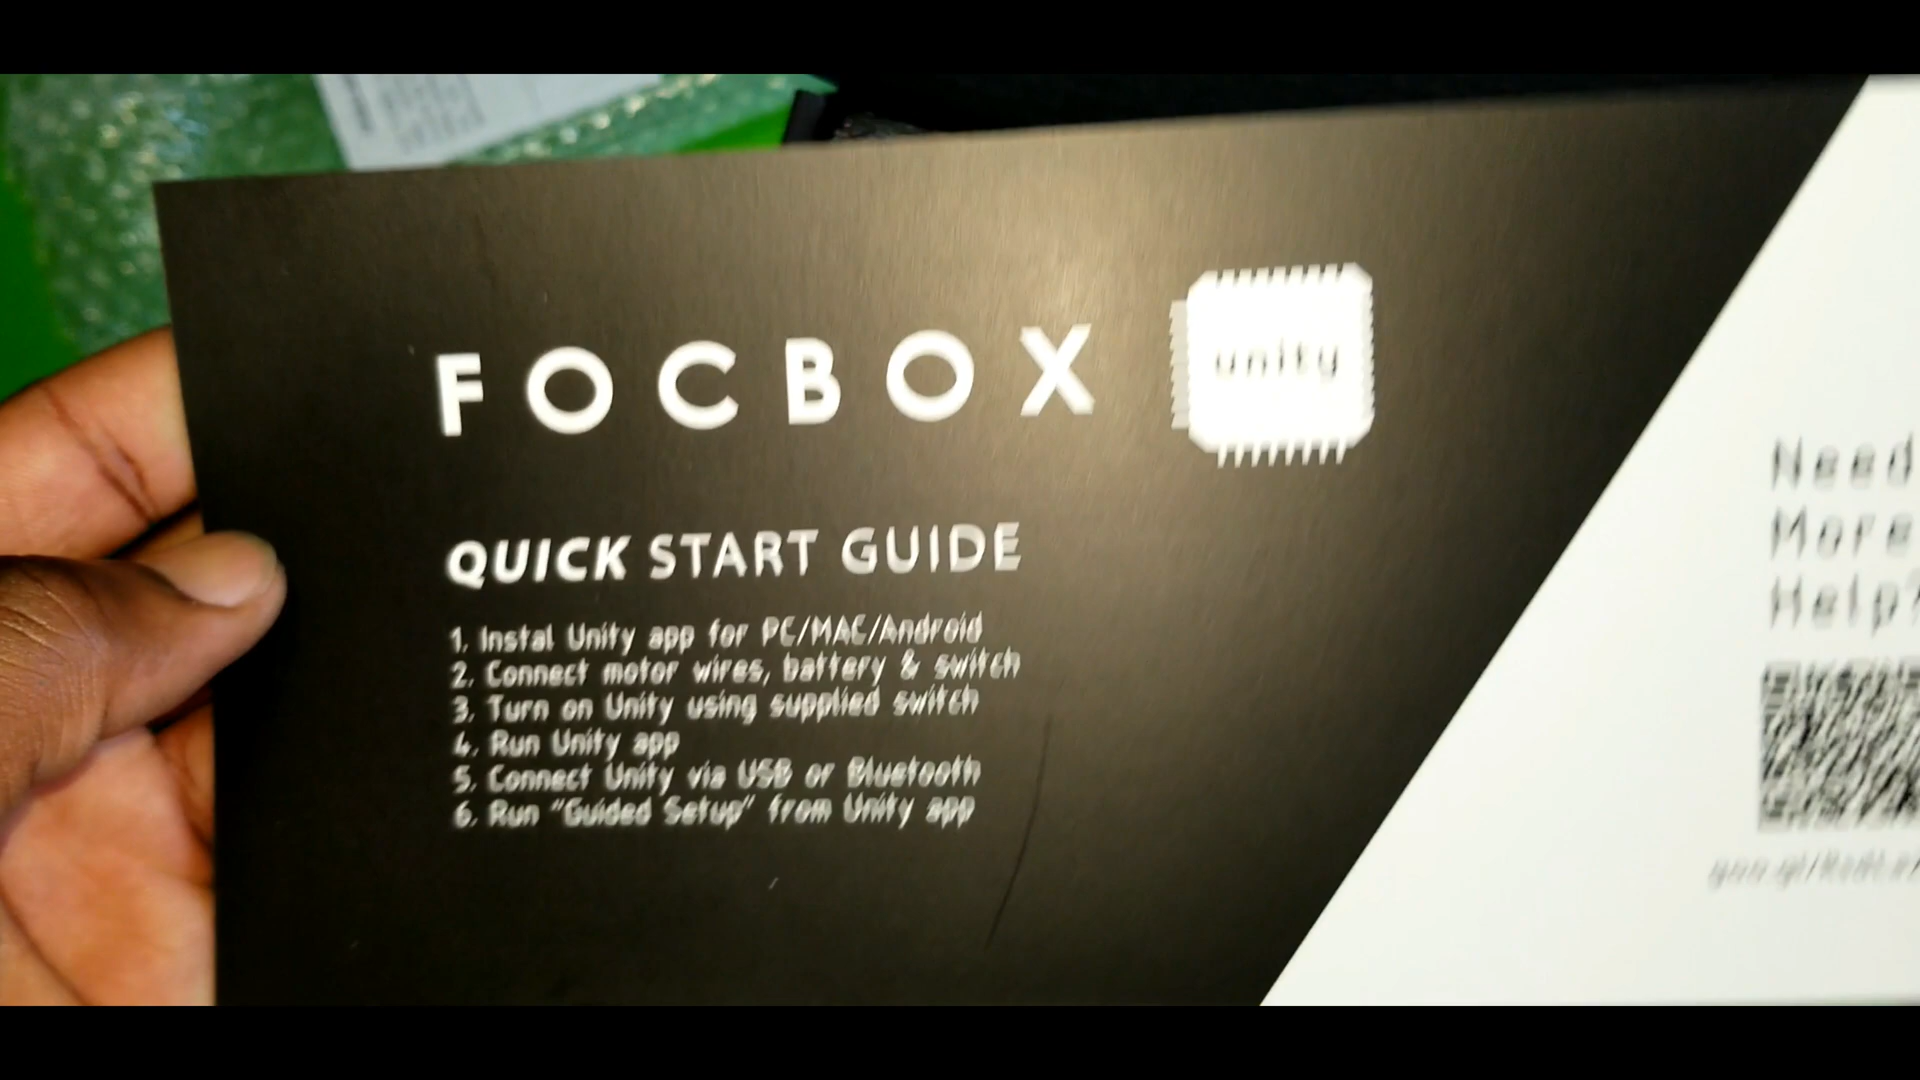 FOCBOX
unity
QUICK START GUIDE
1. Instal Unity app for PC/MAC/Android
2. Connect motor wires, battery & switch
3. Turn on Unity using supplied switch
4. Run Unity app
5. Connect Unity via USB or Bluetooth
6. Run "Guided Setup" from Unity app
Need
More
Help?